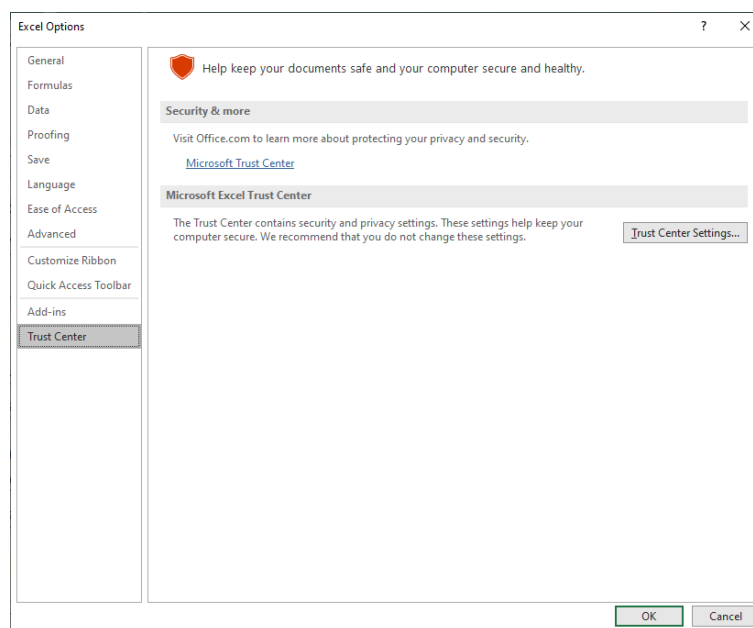 Excel Options
?
General
Formulas
Data
Proofing
Save
Language
Ease of Access
Advanced
Customize Ribbon
Quick Access Toolbar
Add-ins
Trust Center
Help keep your documents safe and your computer secure and healthy.
Security & more
Visit Office.com to learn more about protecting your privacy and security.
Microsoft Trust Center
Microsoft Excel Trust Center
The Trust Center contains security and privacy settings. These settings help keep your
computer secure. We recommend that you do not change these settings.
Trust Center Settings...
OK
Cancel